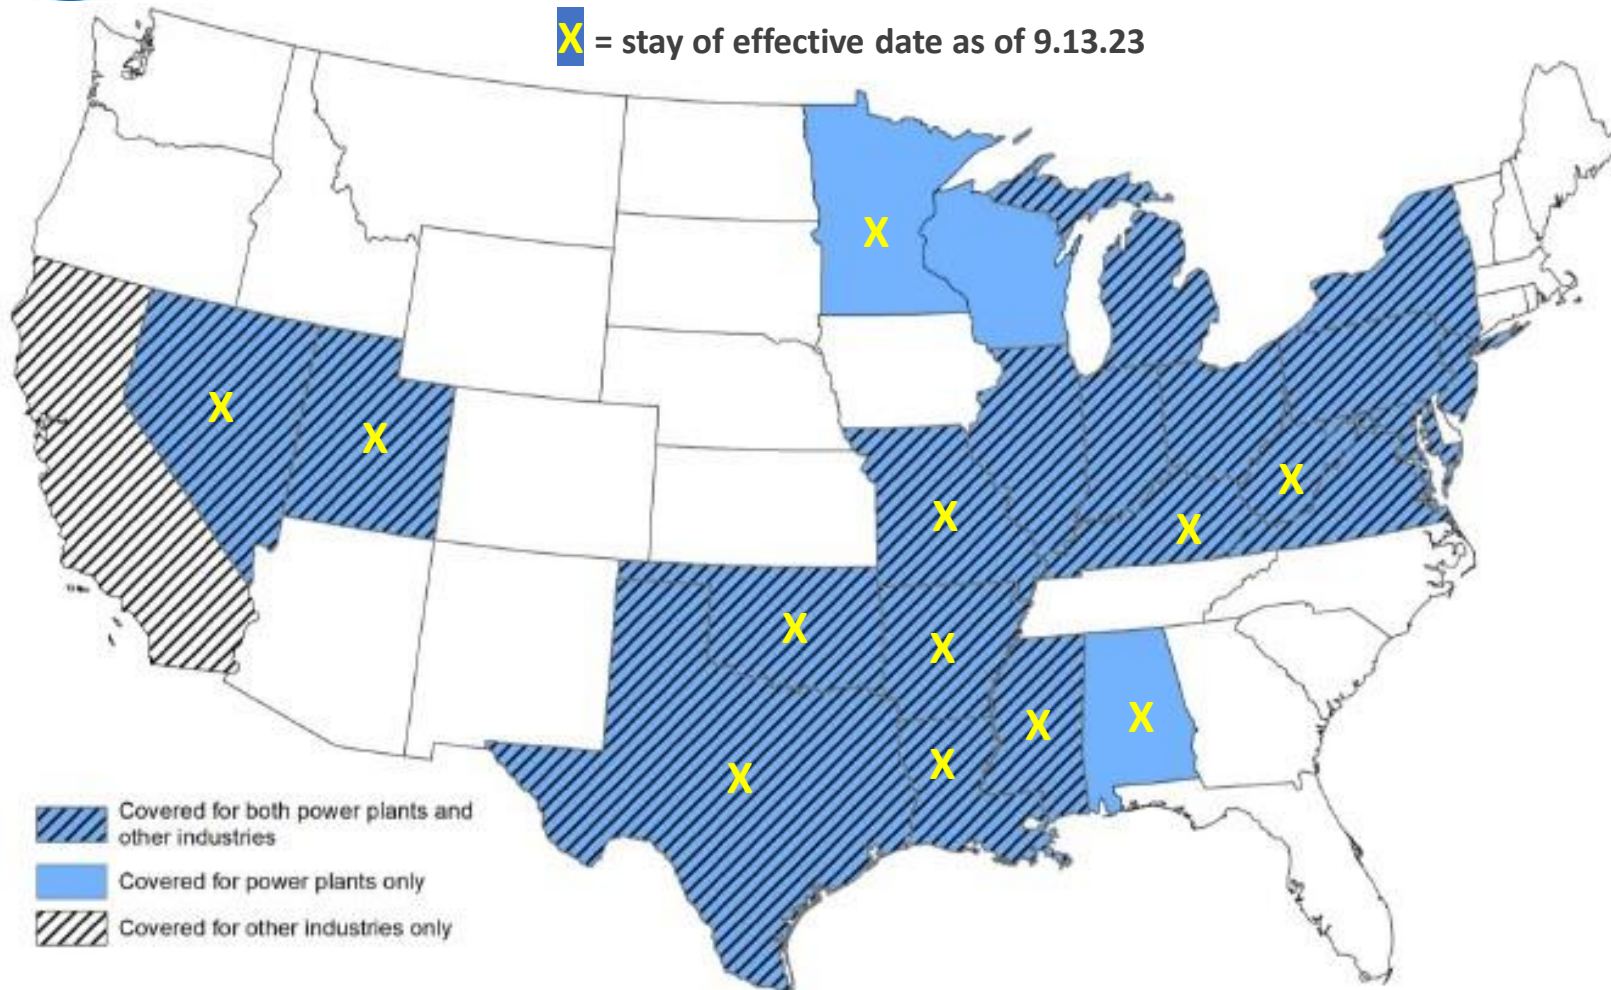 X = stay of effective date as of 9.13.23
X
X
X
X
X
X
X
X
X
X
X
X
Covered for both power plants and
other industries
Covered for power plants only
Covered for other industries only